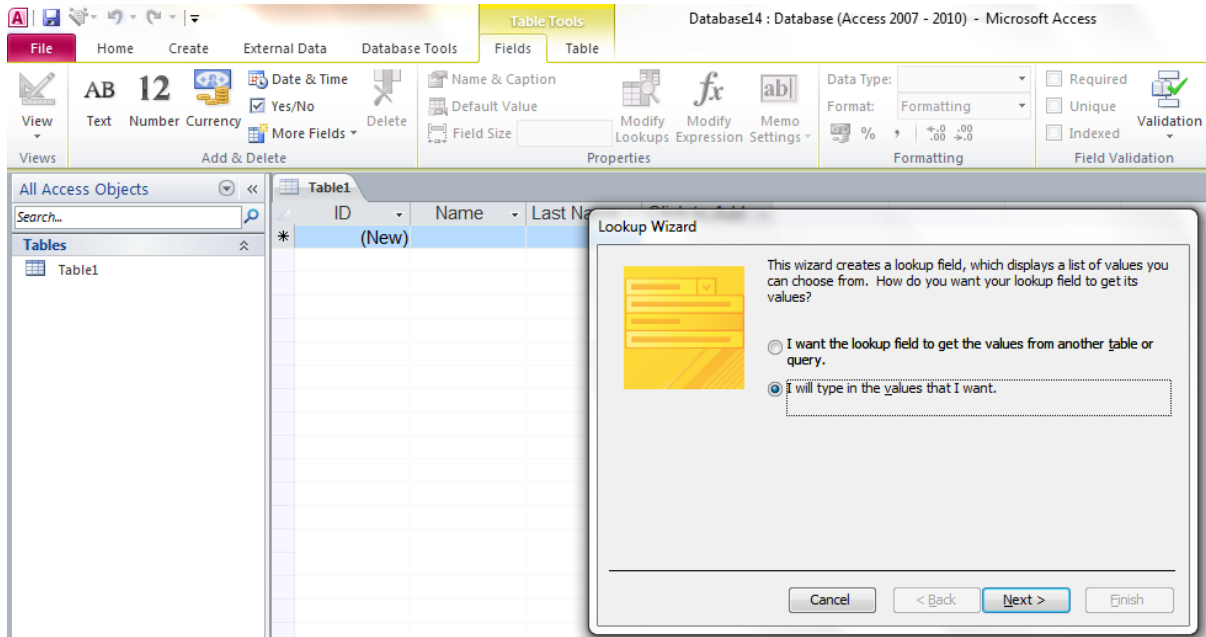 A
Table Tools
Database14 : Database (Access 2007 - 2010) - Microsoft Access
File Home Create External Data Database Tools Fields Table
View
Views
AB
Text
12
Number
Currency
Date & Time
Yes/No
More Fields
Delete
Add & Delete
Name & Caption
Default Value
Field Size
Modify
Lookups
fx
Modify
Expression
ab
Memo
Settings
Properties
Data Type:
Format: Formatting
% , .0 .00 .00 .0
Formatting
Required
Unique
Indexed
Validation
Field Validation
All Access Objects
Search...
Tables
Table1
Table1
ID Name Last Na
* (New)
Lookup Wizard
This wizard creates a lookup field, which displays a list of values you
can choose from. How do you want your lookup field to get its
values?
I want the lookup field to get the values from another table or
query.
I will type in the values that I want.
Cancel < Back Next > Finish